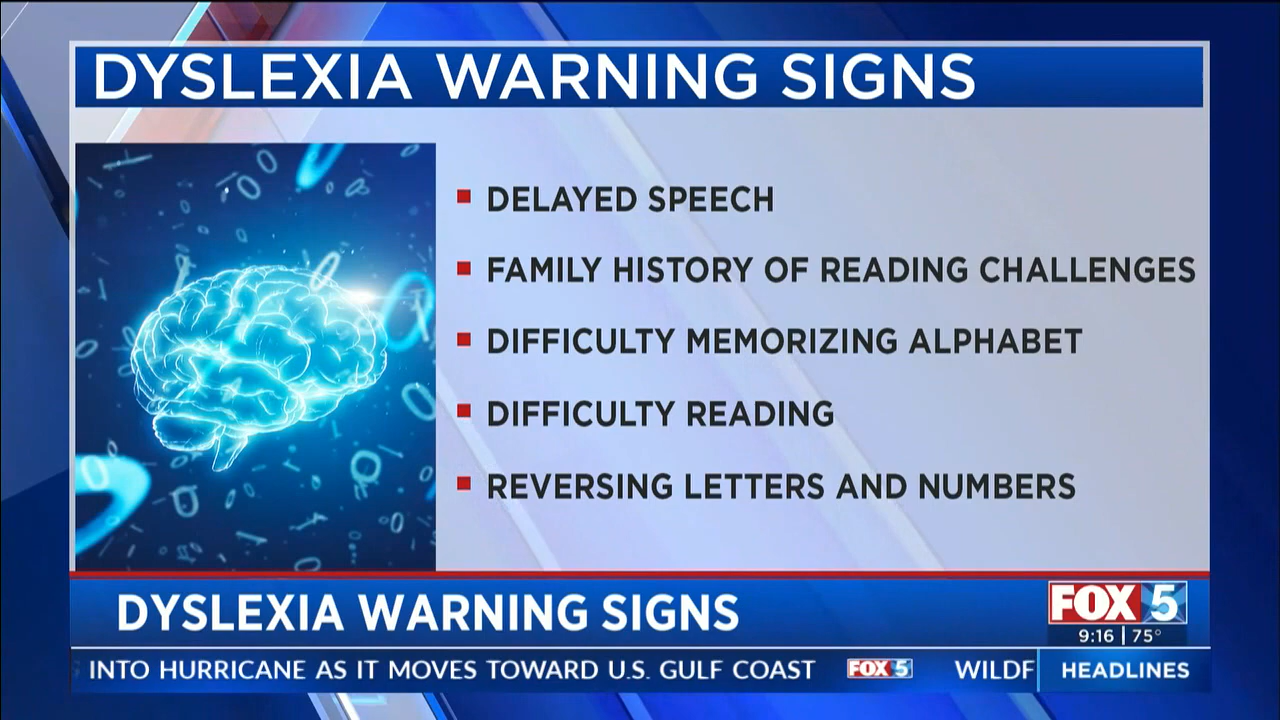 DYSLEXIA WARNING SIGNS
DELAYED SPEECH
FAMILY HISTORY OF READING CHALLENGES
DIFFICULTY MEMORIZING ALPHABET
DIFFICULTY READING
REVERSING LETTERS AND NUMBERS
DYSLEXIA WARNING SIGNS
FOX 5
9:16 | 75°
INTO HURRICANE AS IT MOVES TOWARD U.S. GULF COAST FOX 5 WILDF HEADLINES